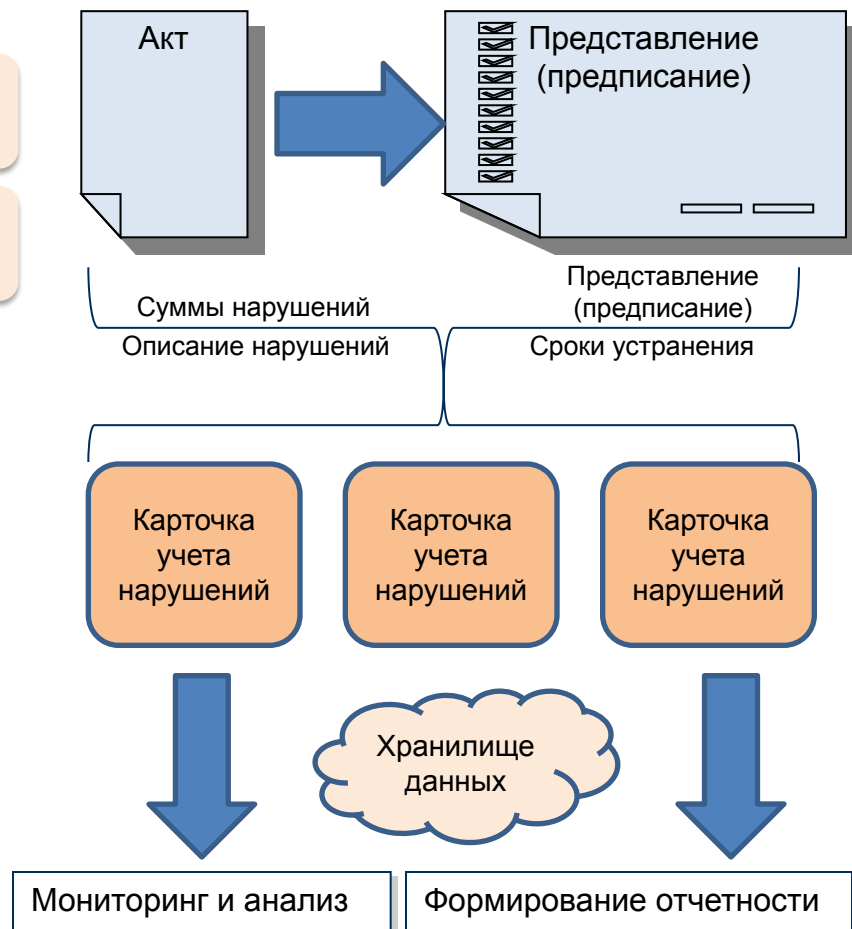 Акт
Представление
(предписание)
Суммы нарушений
Представление
(предписание)
Описание нарушений
Сроки устранения
Карточка
учета
нарушений
Карточка
учета
нарушений
Карточка
учета
нарушений
Хранилище
данных
Мониторинг и анализ
Формирование отчетности